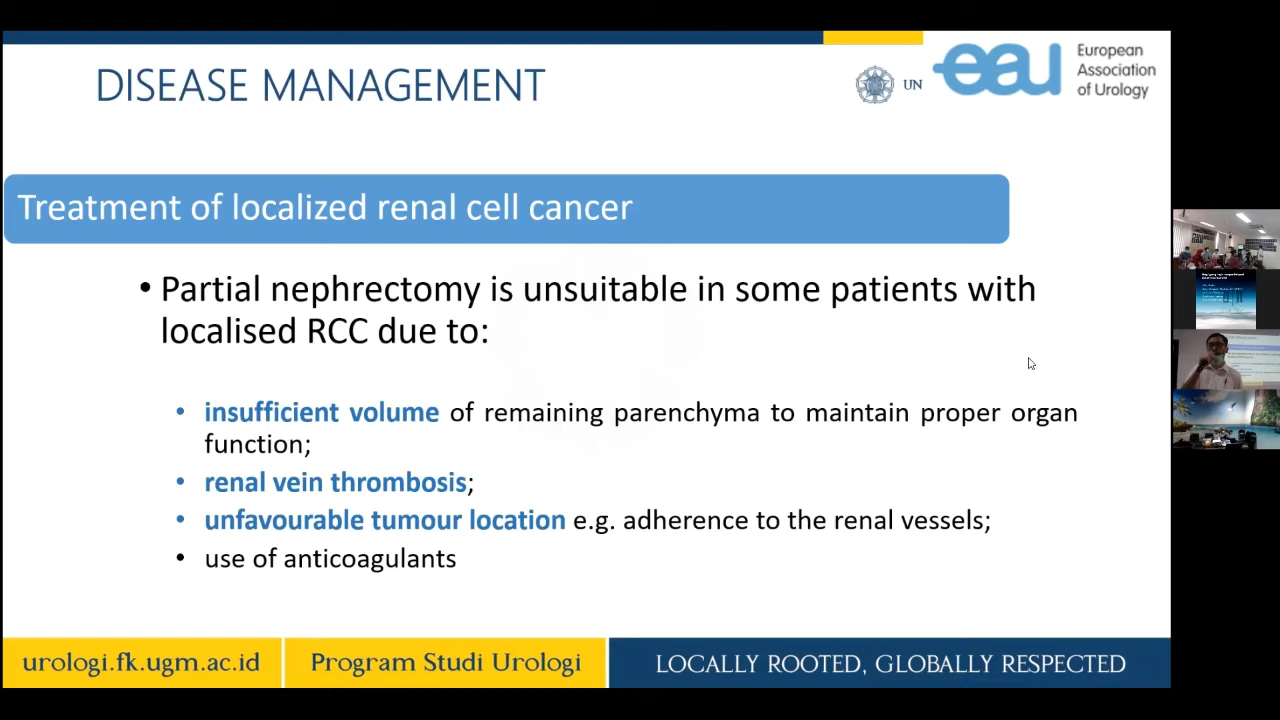 DISEASE MANAGEMENT
UN
eau
European
Association
of Urology
Treatment of localized renal cell cancer
• Partial nephrectomy is unsuitable in some patients with
localised RCC due to:
• insufficient volume of remaining parenchyma to maintain proper organ
function;
• renal vein thrombosis;
• unfavourable tumour location e.g. adherence to the renal vessels;
• use of anticoagulants
urologi.fk.ugm.ac.id
Program Studi Urologi
LOCALLY ROOTED, GLOBALLY RESPECTED